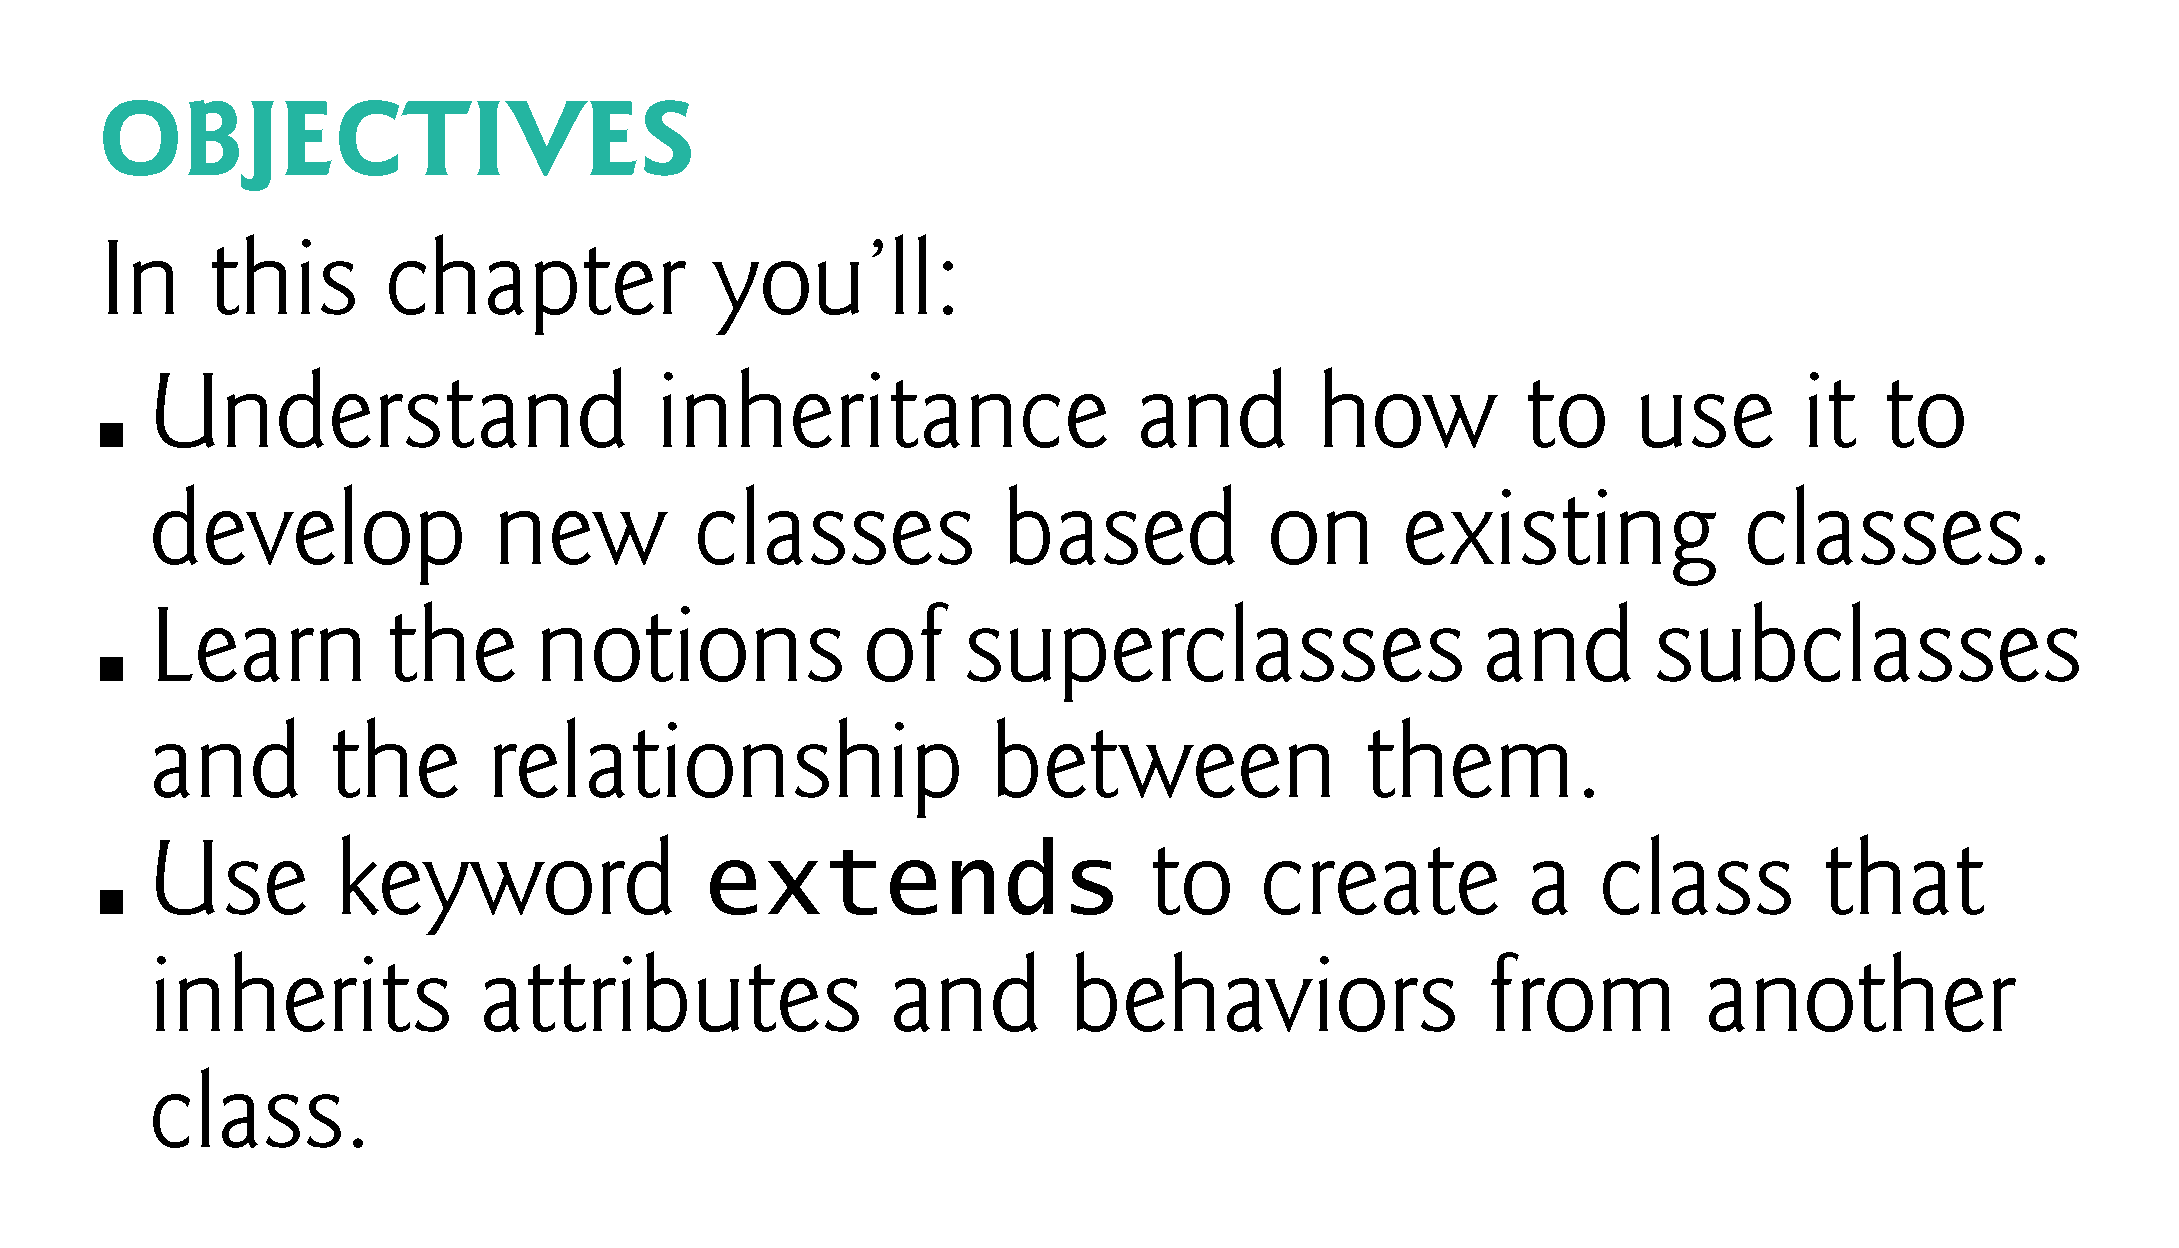 OBJECTIVES
In this chapter you’ll:
▪ Understand inheritance and how to use it to
develop new classes based on existing classes.
▪ Learn the notions of superclasses and subclasses
and the relationship between them.
▪ Use keyword extends to create a class that
inherits attributes and behaviors from another
class.